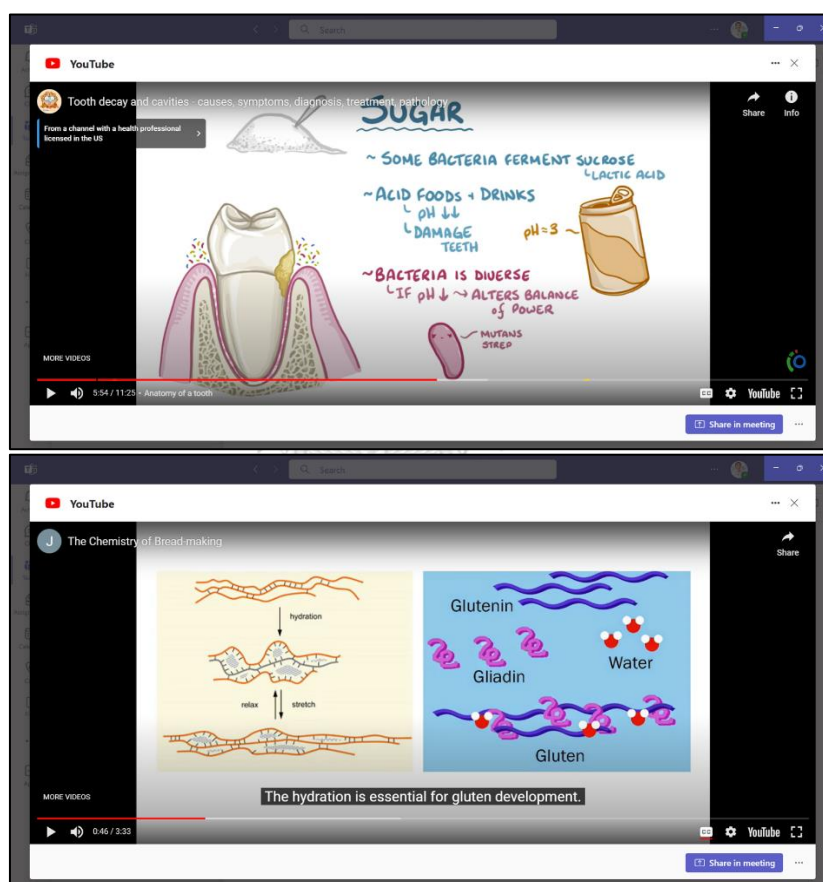 Search
YouTube
Tooth decay and cavities - causes, symptoms, diagnosis, treatment, pathology
From a channel with a health professional
licensed in the US
Share
Info
SUGAR
~ SOME BACTERIA FERMENT SUCROSE
LACTIC ACID
~ ACID FOODS + DRINKS
pH ↓↓
DAMAGE
TEETH
pH = 3 ~
~ BACTERIA IS DIVERSE
IF pH ↓ ~> ALTERS BALANCE
of POWER
MUTANS
STREP
MORE VIDEOS
5:54 / 11:25 • Anatomy of a tooth
CC
YouTube
Share in meeting
Search
YouTube
J
The Chemistry of Bread-making
Share
hydration
relax
stretch
Glutenin
Gliadin
Water
Gluten
The hydration is essential for gluten development.
MORE VIDEOS
0:46 / 3:33
CC
YouTube
Share in meeting